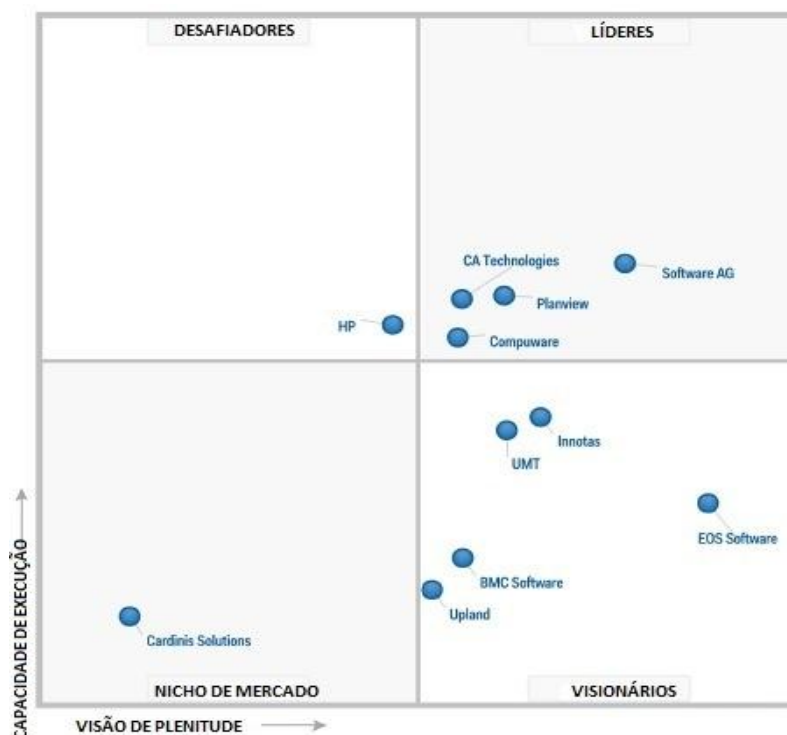 DESAFIADORES
LÍDERES
CA Technologies
Software AG
Planview
HP
Compuware
Innotas
UMT
EOS Software
BMC Software
Upland
Cardinis Solutions
NICHO DE MERCADO
VISIONÁRIOS
CAPACIDADE DE EXECUÇÃO
VISÃO DE PLENITUDE